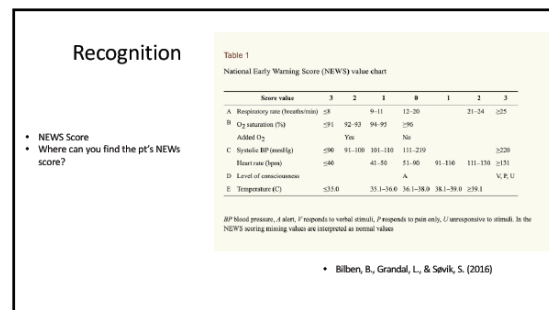 Recognition
• NEWS Score
• Where can you find the pt's NEWs
score?
Table 1
National Early Warning Score (NEWS) value chart
Score value 3 2 1 0 1 2 3
A Respiratory rate (breaths/min) ≤8 9–11 12–20 21–24 ≥25
B O₂ saturation (%) ≤91 92–93 94–95 ≥96
Added O₂ Yes No
C Systolic BP (mmHg) ≤90 91–100 101–110 111–219 ≥220
Heart rate (bpm) ≤40 41–50 51–90 91–110 111–130 ≥131
D Level of consciousness A V, P, U
E Temperature (C) ≤35.0 35.1–36.0 36.1–38.0 38.1–39.0 ≥39.1
BP blood pressure, A alert, V responds to verbal stimuli, P responds to pain only, U unresponsive to stimuli. In the
NEWS scoring missing values are interpreted as normal values
• Bilben, B., Grandal, L., & Søvik, S. (2016)